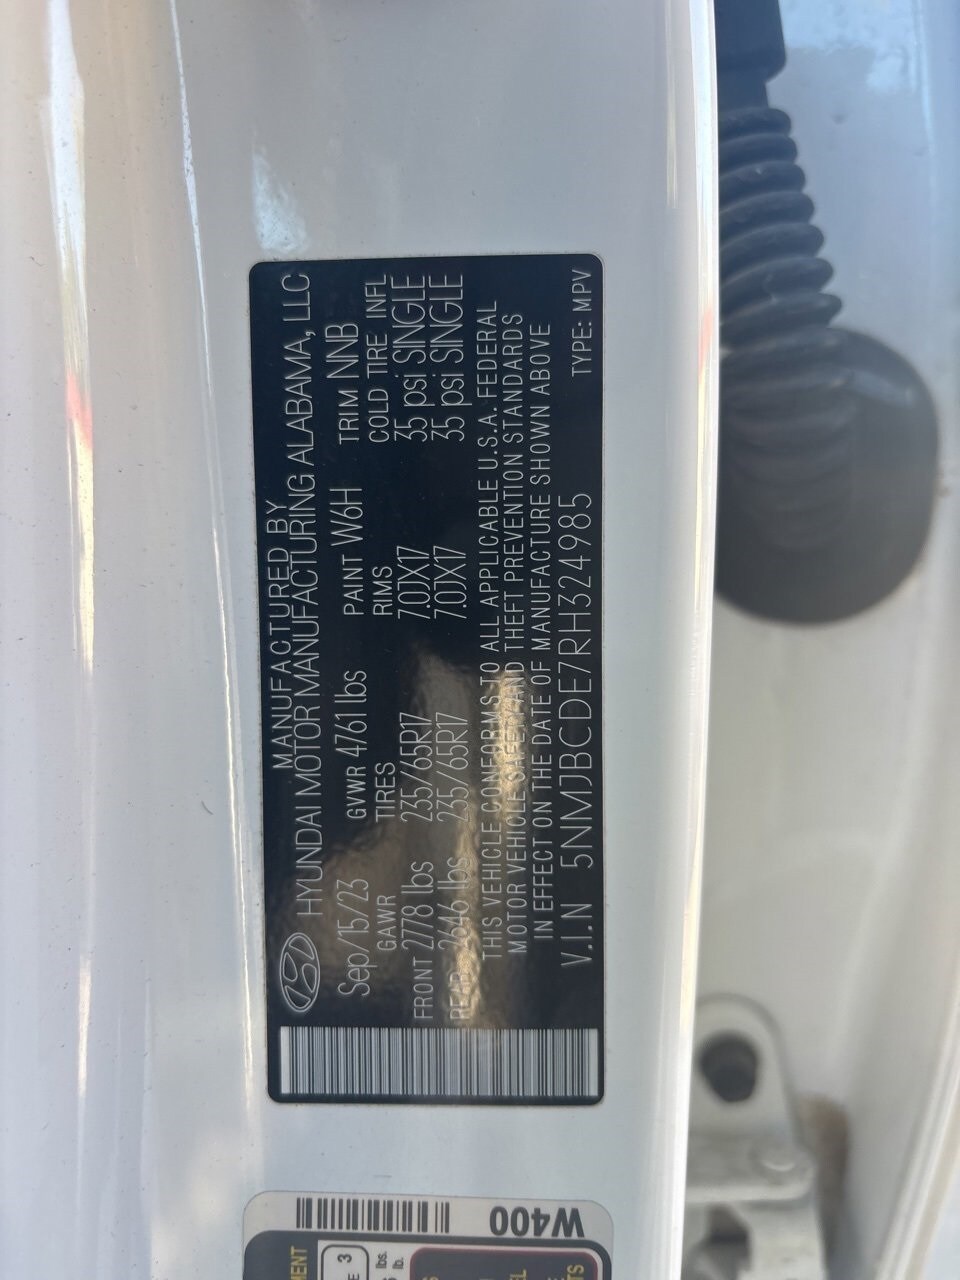 MANUFACTURED BY
HYUNDAI MOTOR MANUFACTURING ALABAMA, LLC
Sep/15/23 GVWR 4761 lbs PAINT W6H TRIM NNB
GAWR TIRES RIMS COLD TIRE INFL
FRONT 2778 lbs 235/65R17 7.0JX17 35 psi SINGLE
REAR 2646 lbs 235/65R17 7.0JX17 35 psi SINGLE
THIS VEHICLE CONFORMS TO ALL APPLICABLE U.S.A. FEDERAL
MOTOR VEHICLE SAFETY AND THEFT PREVENTION STANDARDS
IN EFFECT ON THE DATE OF MANUFACTURE SHOWN ABOVE
V.I.N 5NMJBCDE7RH324985 TYPE: MPV
W400
3
lbs.
lb.